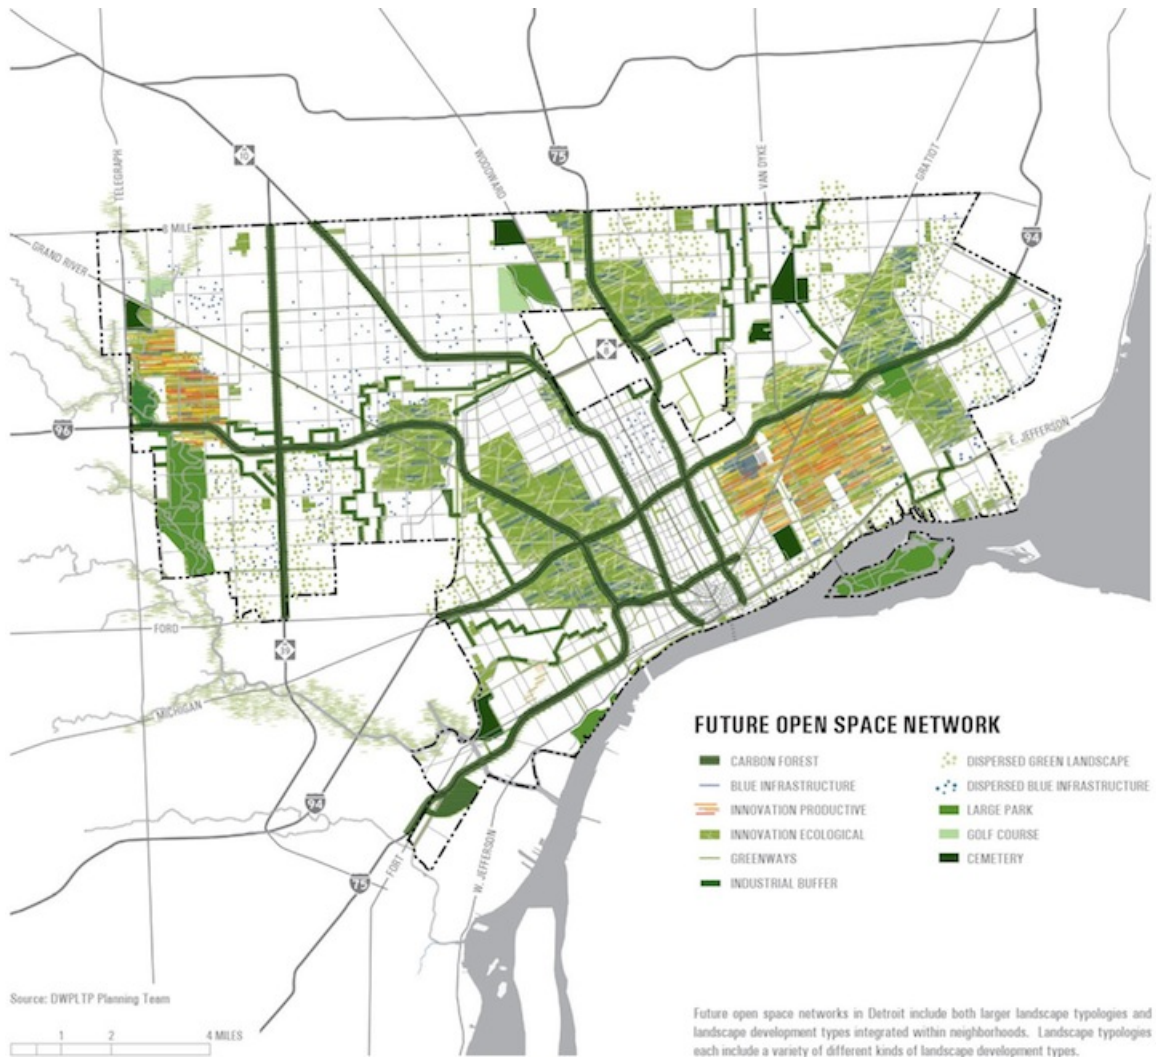 TELEGRAPH
10
WOODWARD
75
VAN DYKE
GRATIOT
8 MILE
GRAND RIVER
94
8
96
E. JEFFERSON
FORD
39
MICHIGAN
94
FORT
W. JEFFERSON
75
FUTURE OPEN SPACE NETWORK
CARBON FOREST
BLUE INFRASTRUCTURE
INNOVATION PRODUCTIVE
INNOVATION ECOLOGICAL
GREENWAYS
INDUSTRIAL BUFFER
DISPERSED GREEN LANDSCAPE
DISPERSED BLUE INFRASTRUCTURE
LARGE PARK
GOLF COURSE
CEMETERY
Source: DWPLTP Planning Team
1 2 4 MILES
Future open space networks in Detroit include both larger landscape typologies and
landscape development types integrated within neighborhoods. Landscape typologies
each include a variety of different kinds of landscape development types.